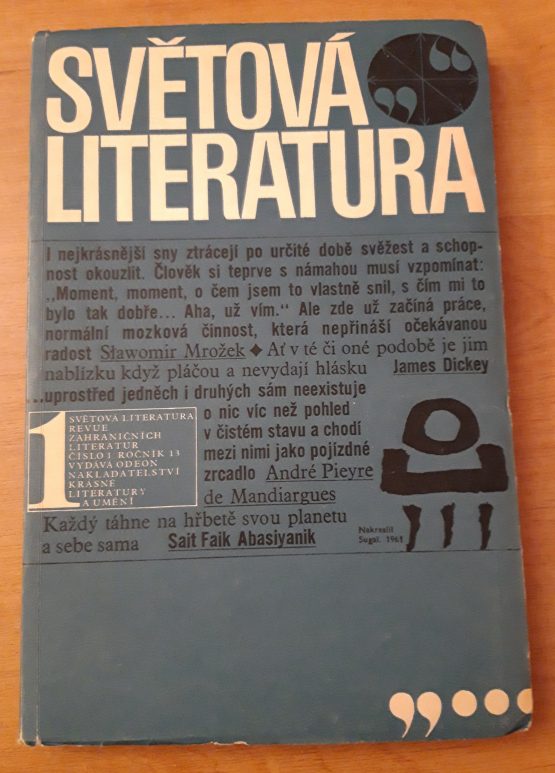 SVĚTOVÁ
LITERATURA
I nejkrásnější sny ztrácejí po určité době svěžest a schop-
nost okouzlit. Člověk si teprve s námahou musí vzpomínat:
„Moment, moment, o čem jsem to vlastně snil, s čím mi to
bylo tak dobře... Aha, už vím.“ Ale zde už začíná práce,
normální mozková činnost, která nepřináší očekávanou
radost Sławomir Mrożek ◆ Ať v té či oné podobě je jim
nablízku když pláčou a nevydají hlásku James Dickey
...uprostřed jedněch i druhých sám neexistuje
o nic víc než pohled
v čistém stavu a chodí
mezi nimi jako pojízdné
zrcadlo André Pieyre
de Mandiargues
1
SVĚTOVÁ LITERATURA
REVUE
ZAHRANIČNÍCH
LITERATUR
ČÍSLO 1 ROČNÍK 13
VYDÁVÁ ODEON
NAKLADATELSTVÍ
KRÁSNÉ
LITERATURY
A UMĚNÍ
Každý táhne na hřbetě svou planetu
a sebe sama Sait Faik Abasiyanik
Nakreslil
Sugaï. 1961